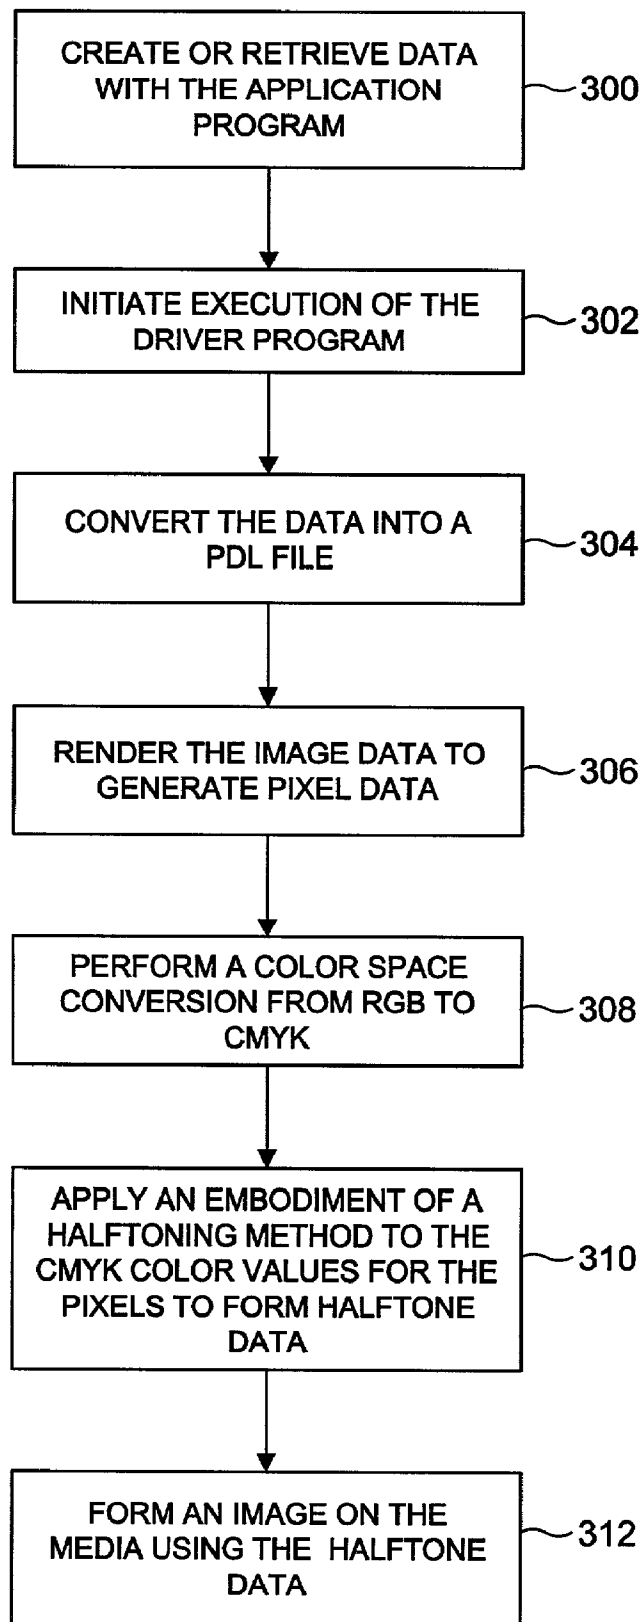 CREATE OR RETRIEVE DATA
WITH THE APPLICATION
PROGRAM
300
INITIATE EXECUTION OF THE
DRIVER PROGRAM
302
CONVERT THE DATA INTO A
PDL FILE
304
RENDER THE IMAGE DATA TO
GENERATE PIXEL DATA
306
PERFORM A COLOR SPACE
CONVERSION FROM RGB TO
CMYK
308
APPLY AN EMBODIMENT OF A
HALFTONING METHOD TO THE
CMYK COLOR VALUES FOR THE
PIXELS TO FORM HALFTONE
DATA
310
FORM AN IMAGE ON THE
MEDIA USING THE HALFTONE
DATA
312